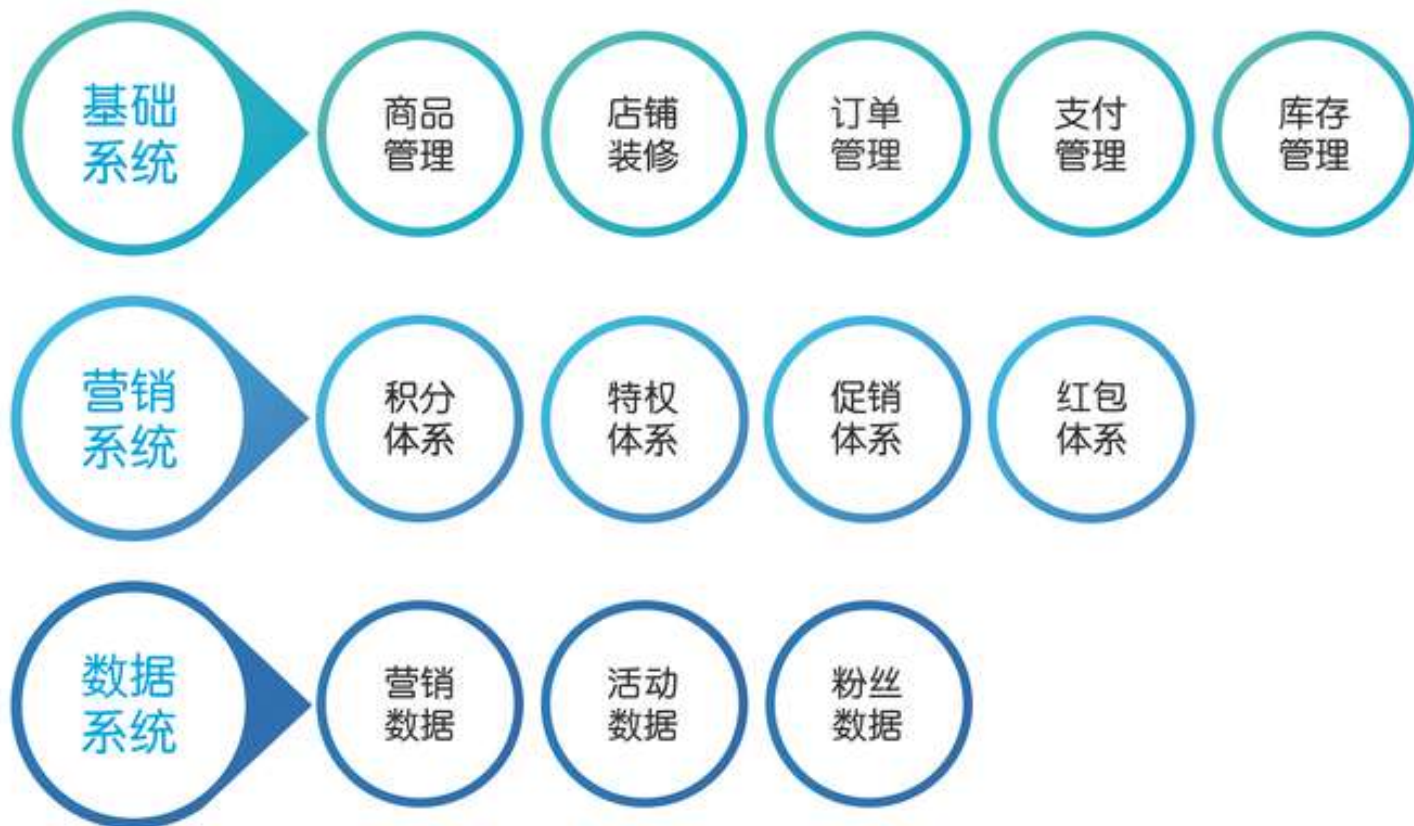 基础
系统
商品
管理
店铺
装修
订单
管理
支付
管理
库存
管理
营销
系统
积分
体系
特权
体系
促销
体系
红包
体系
数据
系统
营销
数据
活动
数据
粉丝
数据